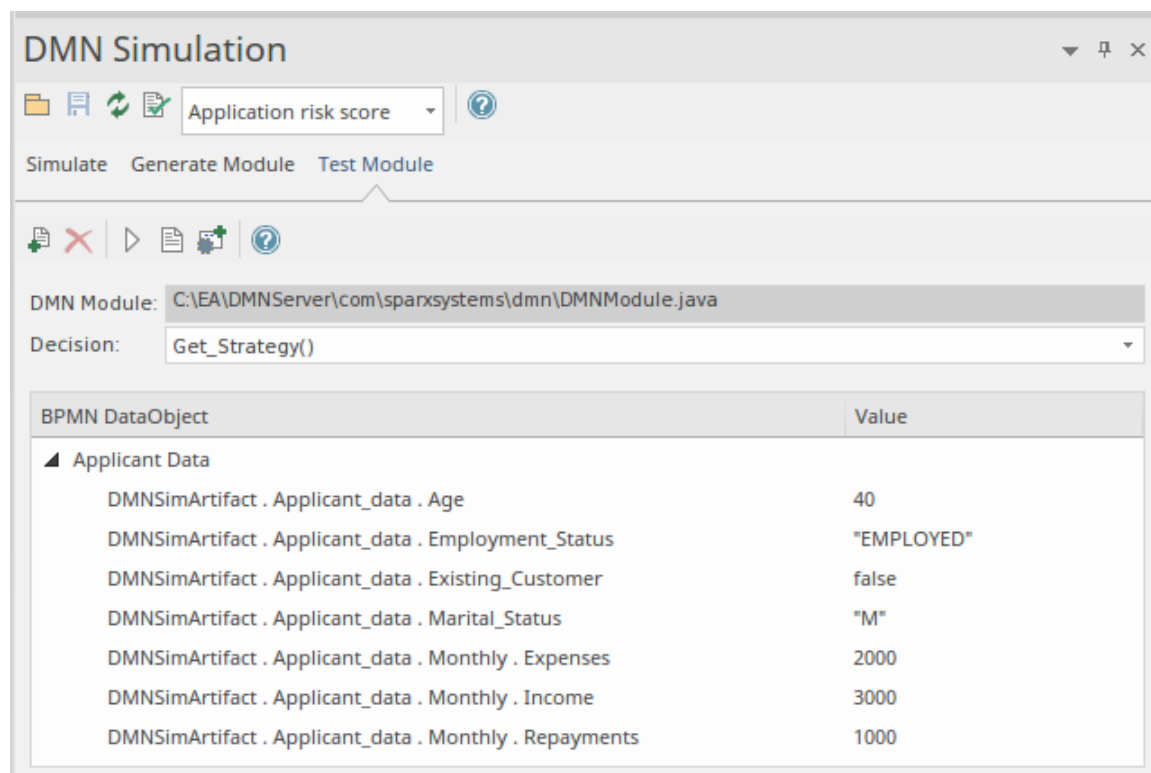 DMN Simulation
Application risk score
Simulate Generate Module Test Module
DMN Module: C:\EA\DMNServer\com\sparxsystems\dmn\DMNModule.java
Decision: Get_Strategy()
BPMN DataObject Value
Applicant Data
DMNSimArtifact . Applicant_data . Age 40
DMNSimArtifact . Applicant_data . Employment_Status "EMPLOYED"
DMNSimArtifact . Applicant_data . Existing_Customer false
DMNSimArtifact . Applicant_data . Marital_Status "M"
DMNSimArtifact . Applicant_data . Monthly . Expenses 2000
DMNSimArtifact . Applicant_data . Monthly . Income 3000
DMNSimArtifact . Applicant_data . Monthly . Repayments 1000